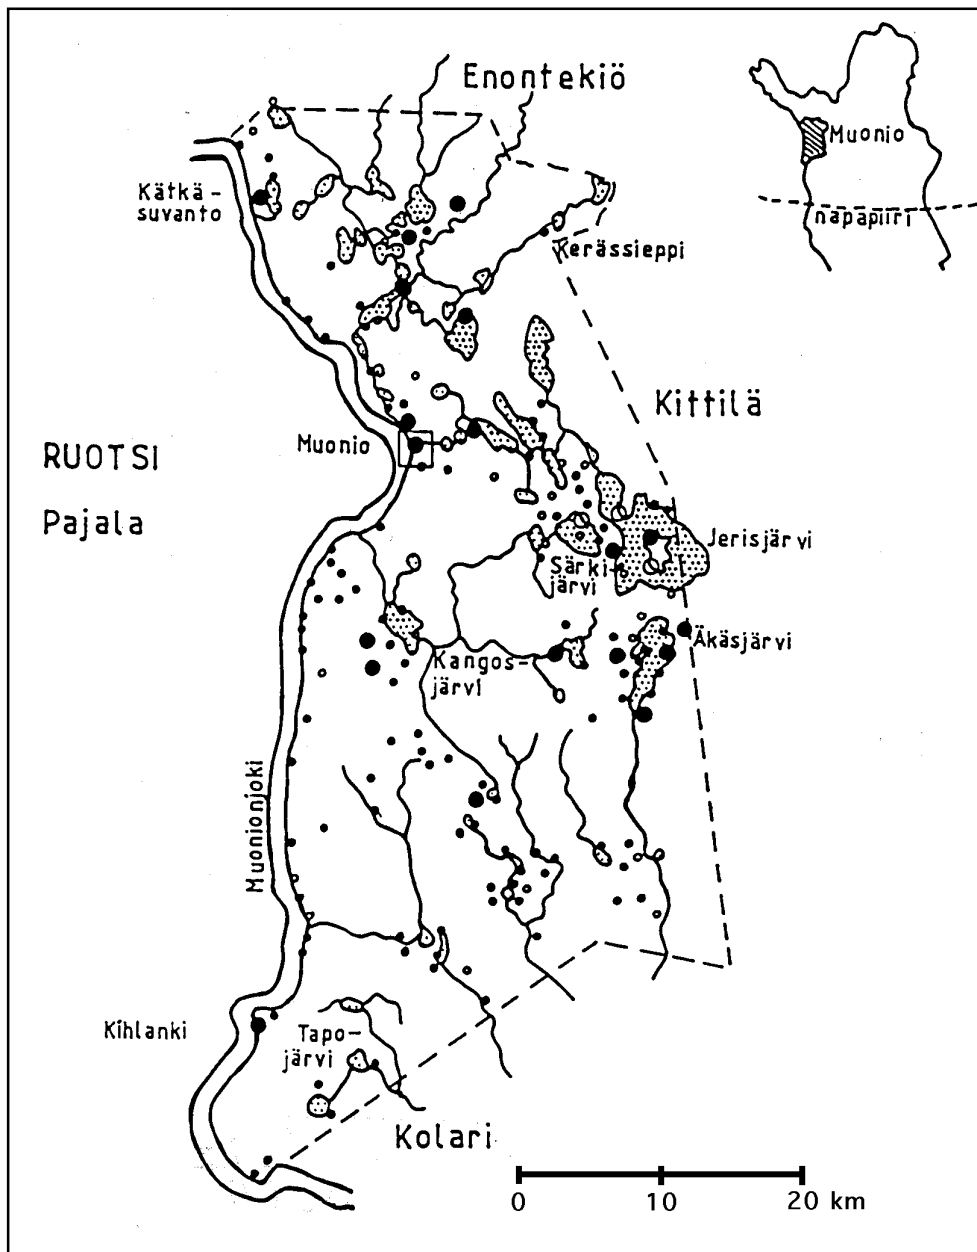 Enontekiö
Muonio
napapiiri
Kätkä-
suvanto
Kerässieppi
Kittilä
Muonio
RUOTSI
Pajala
Jerisjärvi
Särki-
järvi
Äkäsjärvi
Kangos-
järvi
Muonionjoki
Kihlanki
Tapo-
järvi
Kolari
0 10 20 km